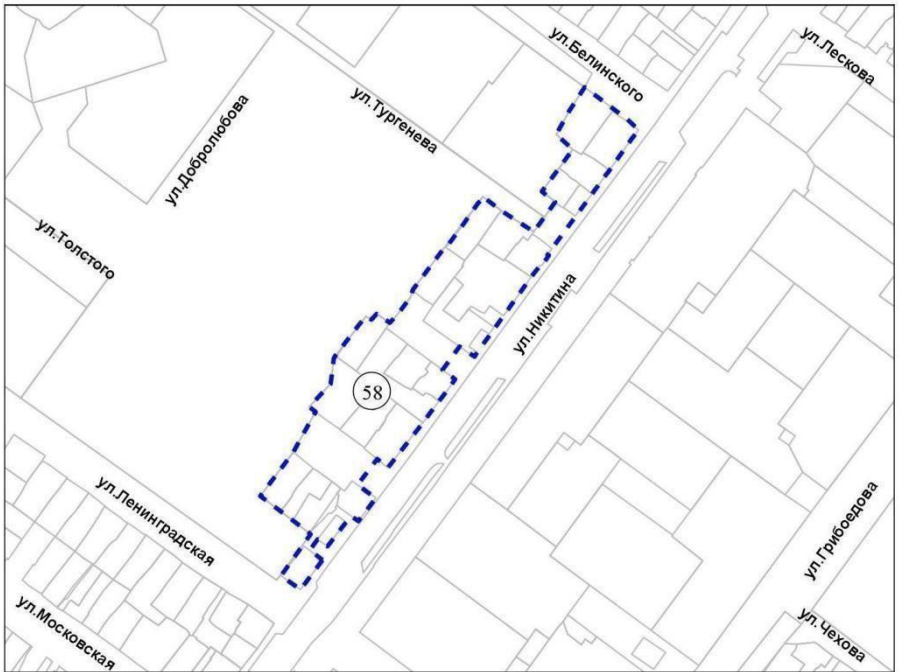 ул.Белинского
ул.Лескова
ул.Тургенева
ул.Добролюбова
ул.Толстого
ул.Никитина
58
ул.Ленинградская
ул.Грибоедова
ул.Московская
ул.Чехова